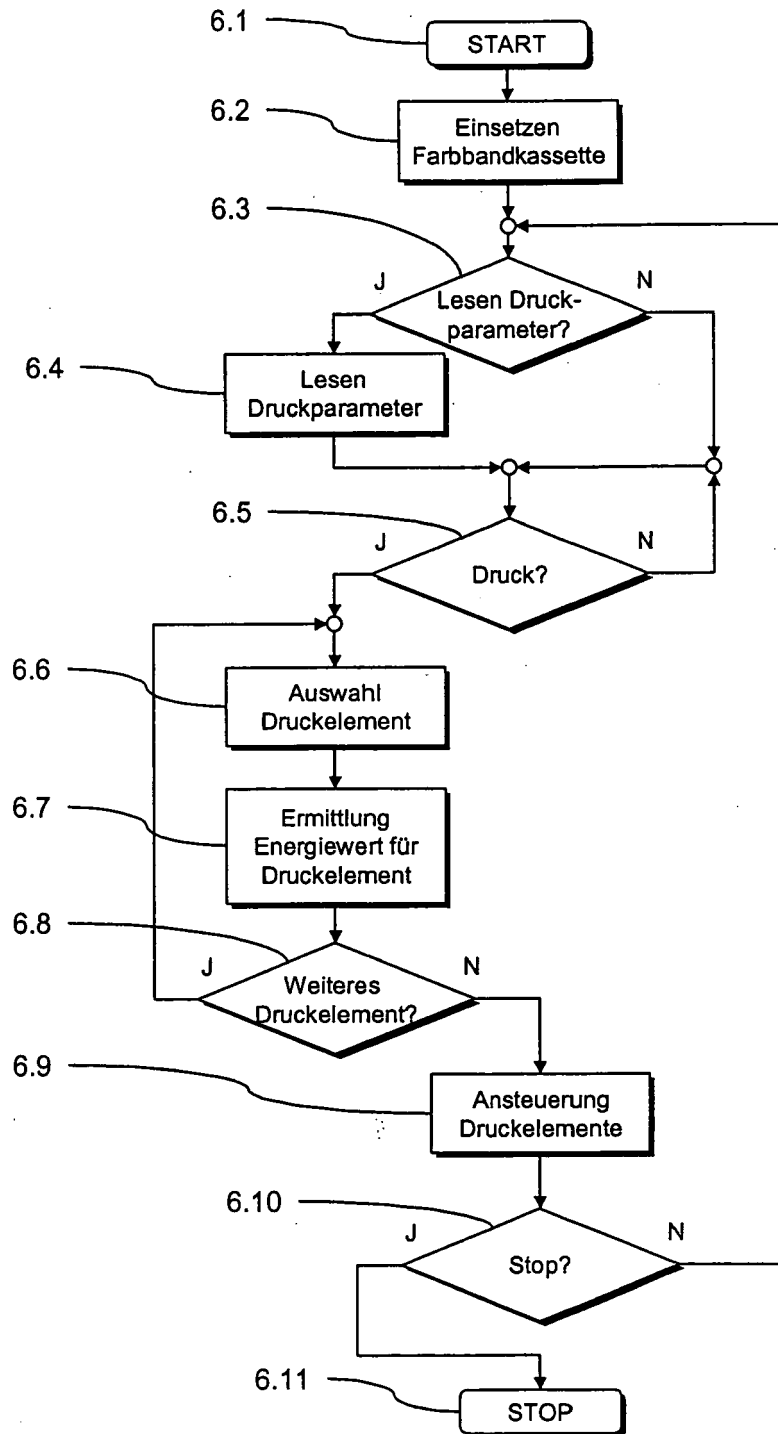 6.1
START
6.2
Einsetzen
Farbbandkassette
6.3
J
N
Lesen Druck-
parameter?
6.4
Lesen
Druckparameter
6.5
J
N
Druck?
6.6
Auswahl
Druckelement
6.7
Ermittlung
Energiewert für
Druckelement
6.8
J
N
Weiteres
Druckelement?
6.9
Ansteuerung
Druckelemente
6.10
J
N
Stop?
6.11
STOP